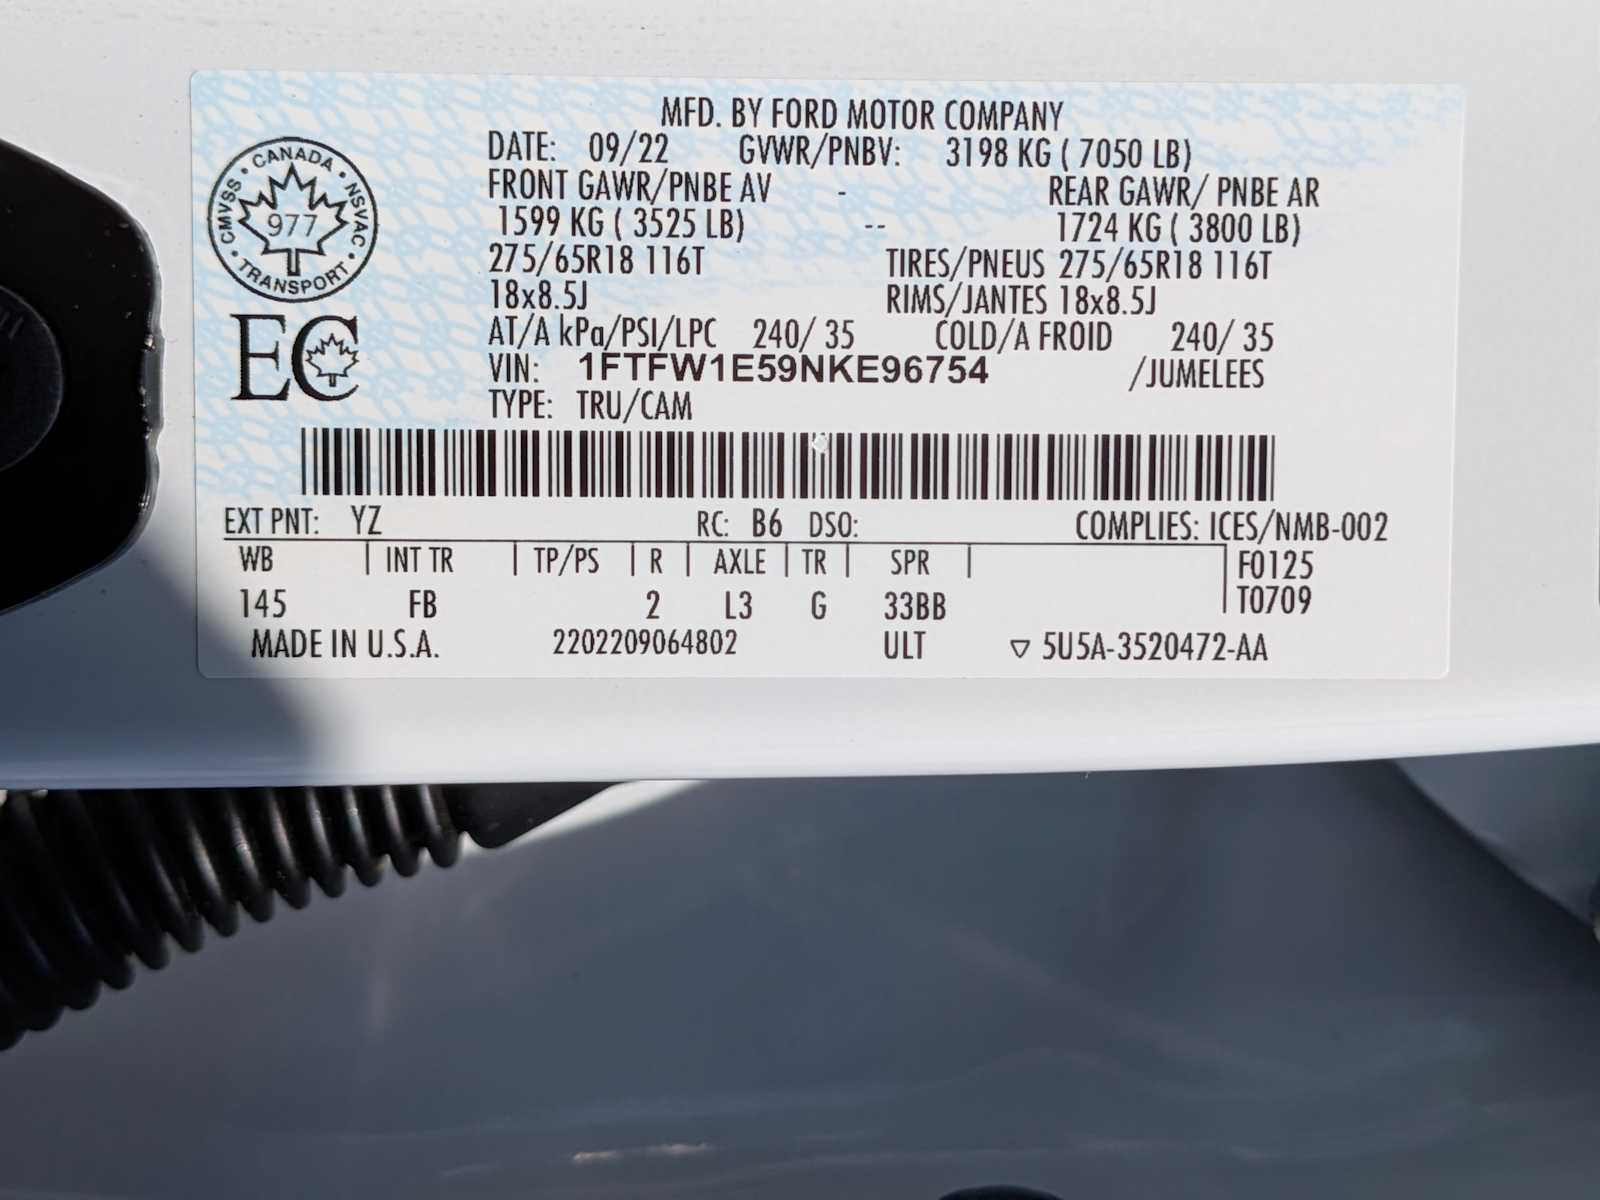 MFD. BY FORD MOTOR COMPANY
DATE: 09/22 GVWR/PNBV: 3198 KG ( 7050 LB)
FRONT GAWR/PNBE AV - REAR GAWR/ PNBE AR
1599 KG ( 3525 LB) -- 1724 KG ( 3800 LB)
275/65R18 116T TIRES/PNEUS 275/65R18 116T
18x8.5J RIMS/JANTES 18x8.5J
AT/A kPa/PSI/LPC 240/ 35 COLD/A FROID 240/ 35
VIN: 1FTFW1E59NKE96754 /JUMELEES
TYPE: TRU/CAM
CANADA · NSVAC · TRANSPORT · CMVSS ·
977
EC
EXT PNT: YZ RC: B6 DSO: COMPLIES: ICES/NMB-002
WB | INT TR | TP/PS | R | AXLE | TR | SPR | F0125
145 FB 2 L3 G 33BB T0709
MADE IN U.S.A. 2202209064802 ULT ▽ 5U5A-3520472-AA